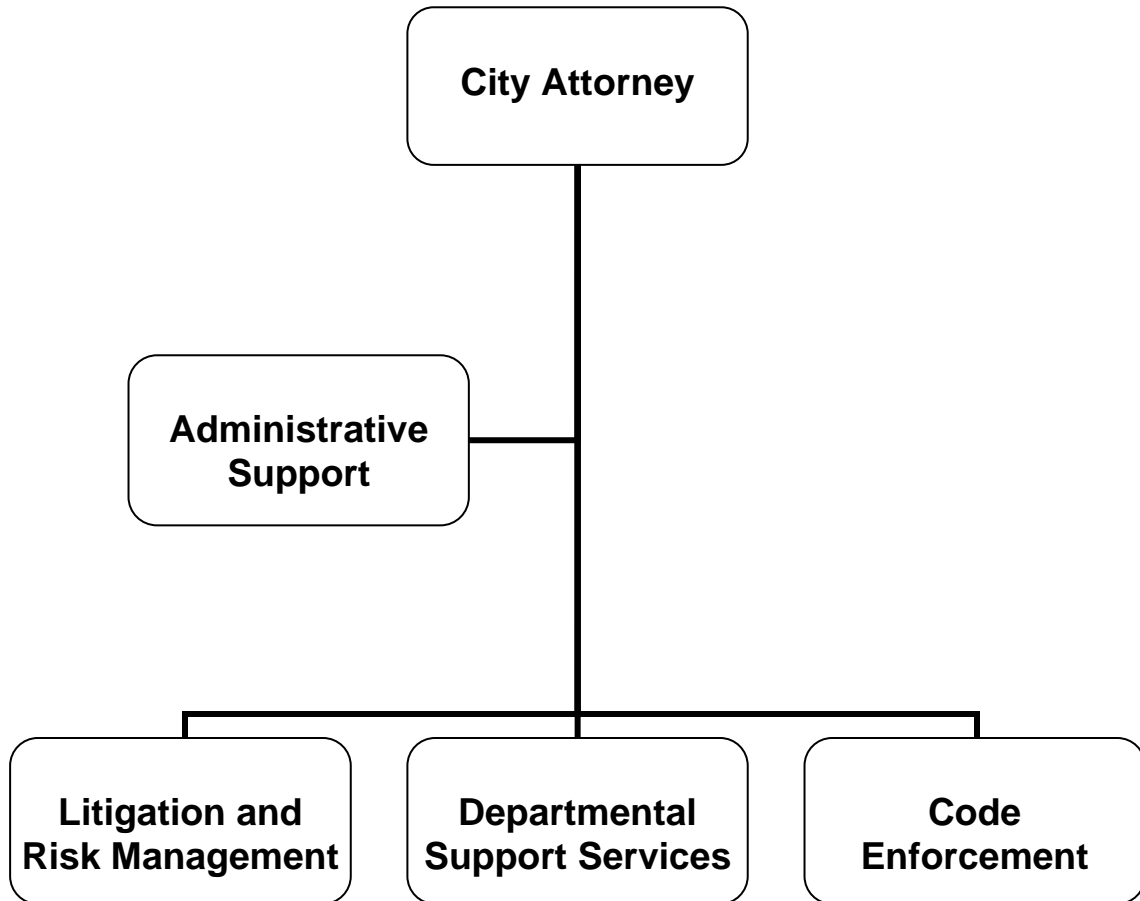 City Attorney
Administrative
Support
Litigation and
Risk Management
Departmental
Support Services
Code
Enforcement